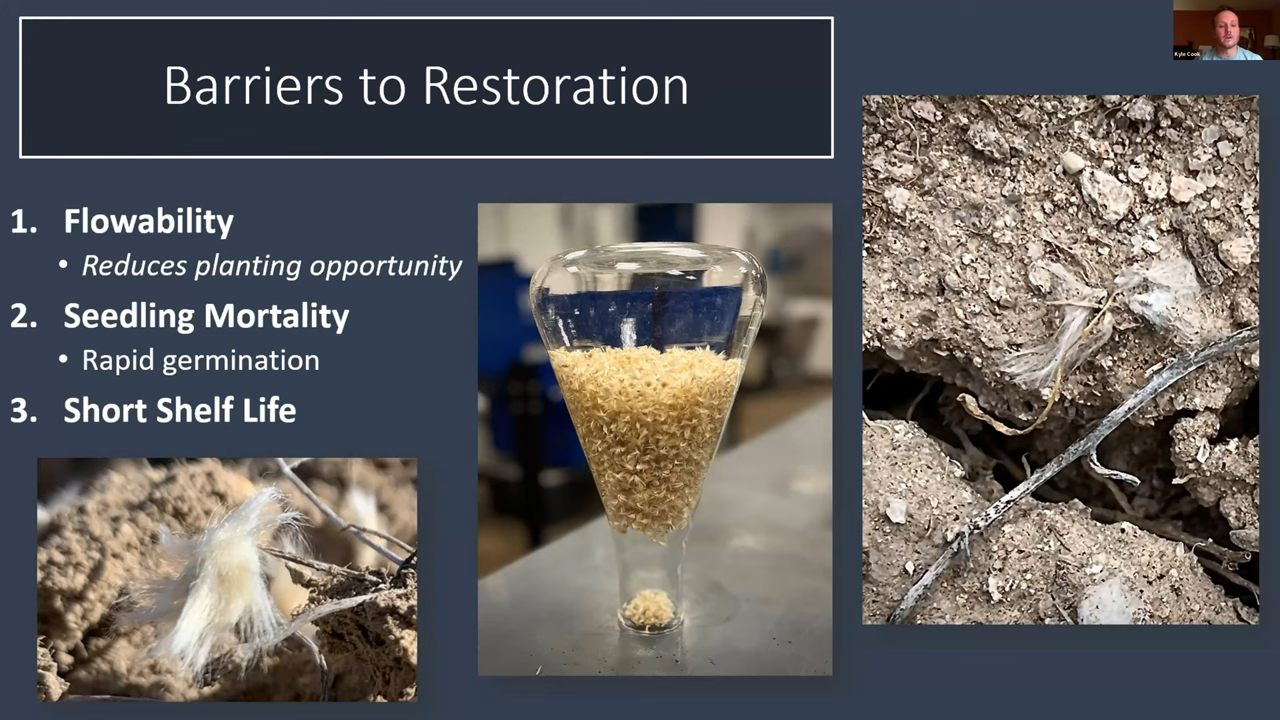 Barriers to Restoration
1. Flowability
• Reduces planting opportunity
2. Seedling Mortality
• Rapid germination
3. Short Shelf Life
Kyle Cook